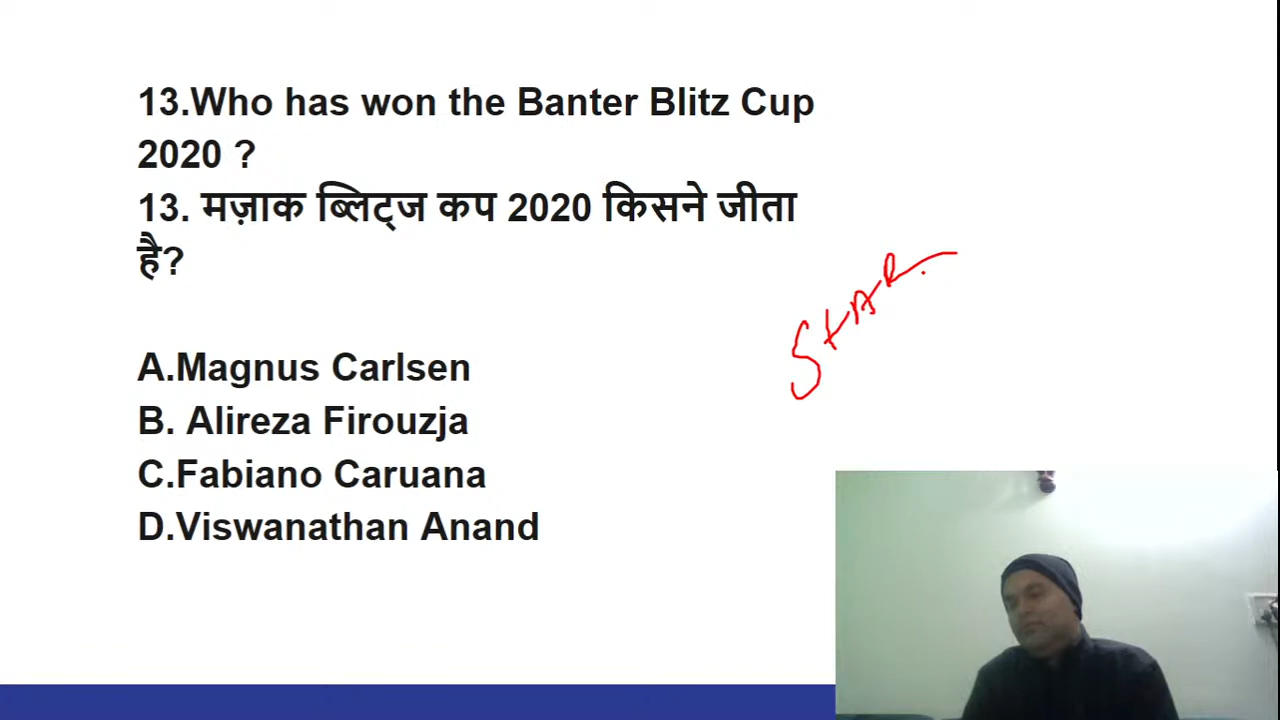 13.Who has won the Banter Blitz Cup
2020 ?
13. मज़ाक ब्लिट्ज कप 2020 किसने जीता
है?
STAR
A.Magnus Carlsen
B. Alireza Firouzja
C.Fabiano Caruana
D.Viswanathan Anand